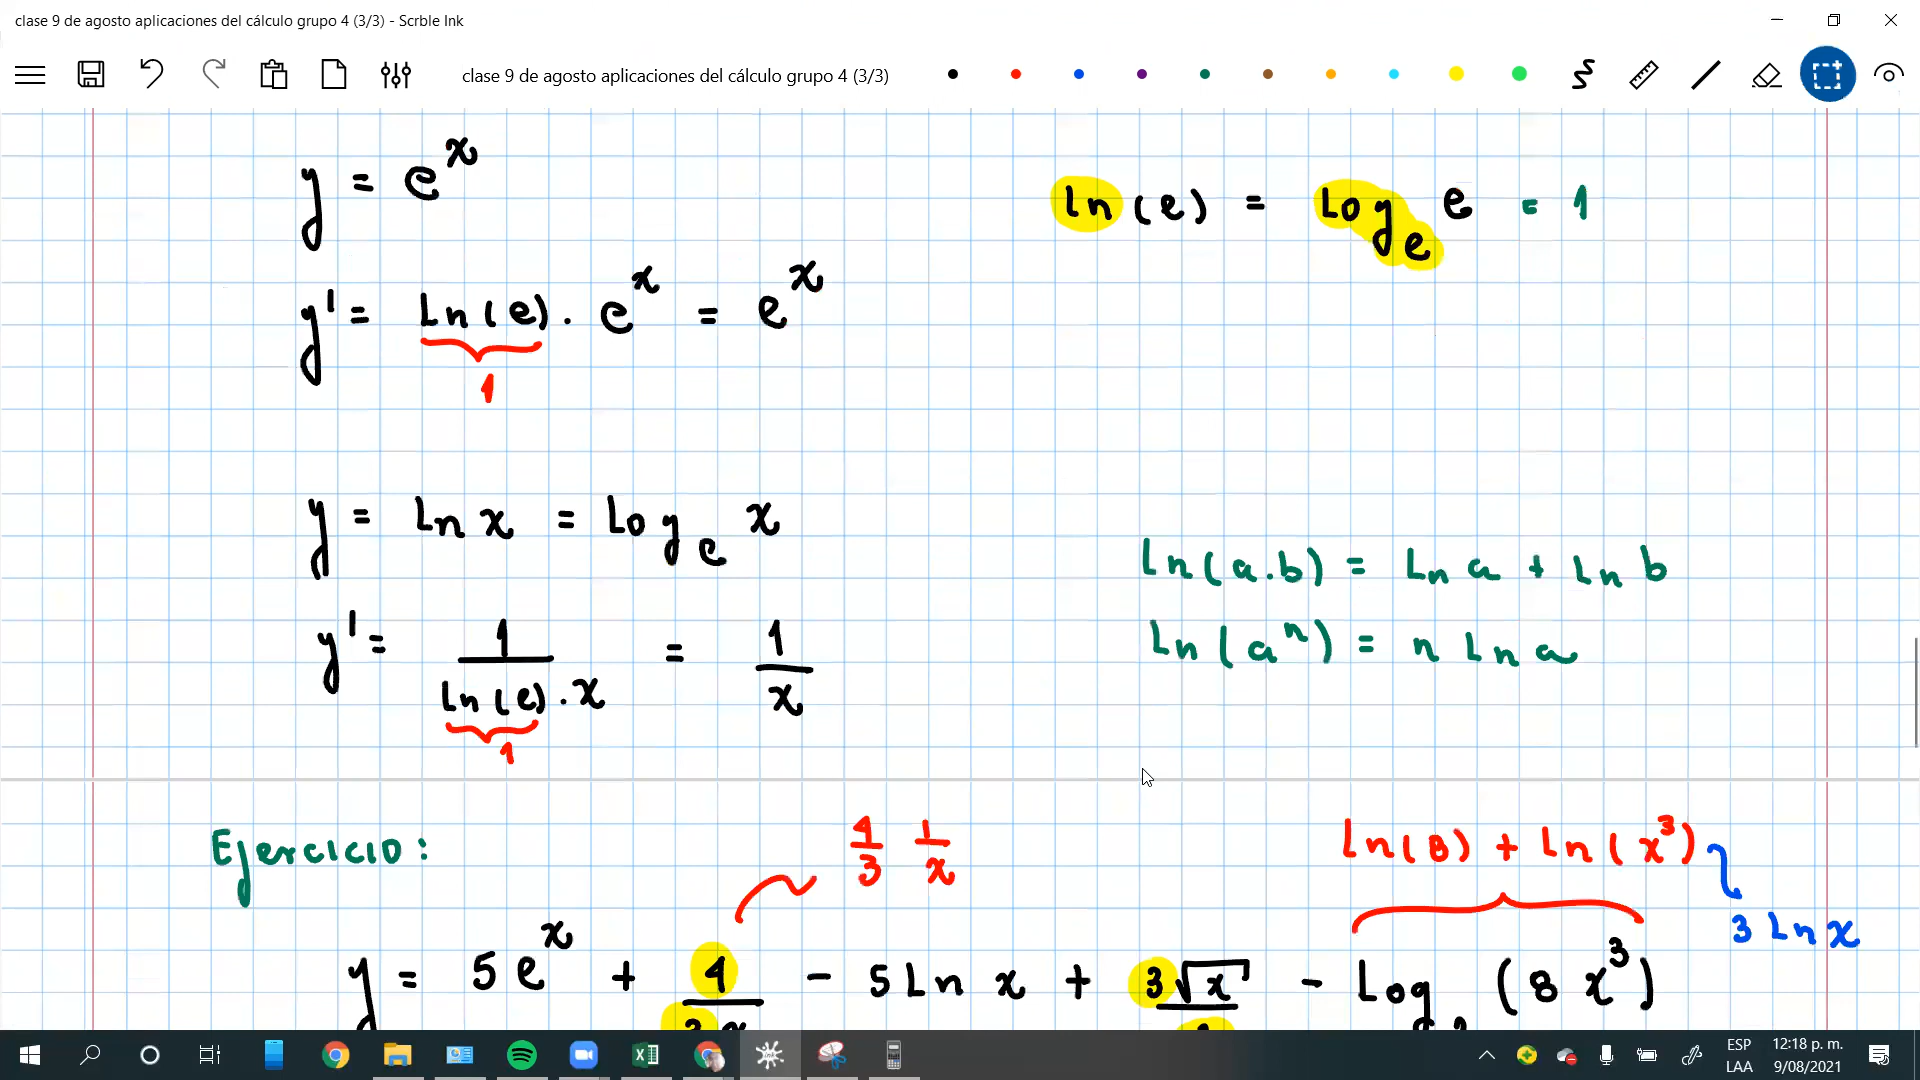 clase 9 de agosto aplicaciones del cálculo grupo 4 (3/3) - Scrble Ink
clase 9 de agosto aplicaciones del cálculo grupo 4 (3/3)
y = e^x
ln(e) = log_e e = 1
y' = Ln(e) . e^x = e^x
1
y = Ln x = Log_e x
Ln(a.b) = Ln a + Ln b
y' = 1/(Ln(e).x) = 1/x
Ln(a^n) = n Ln a
1
Ejercicio:
4/3 1/x
Ln(8) + Ln(x^3)
3 Ln x
y = 5e^x + 4/ - 5 Ln x + 3√x/ - Log (8x^3)
ESP
LAA
12:18 p. m.
9/08/2021